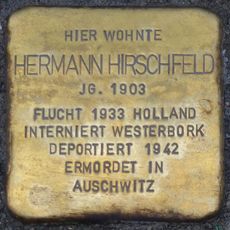 HIER WOHNTE
HERMANN HIRSCHFELD
JG. 1903
FLUCHT 1933 HOLLAND
INTERNIERT WESTERBORK
DEPORTIERT 1942
ERMORDET IN
AUSCHWITZ